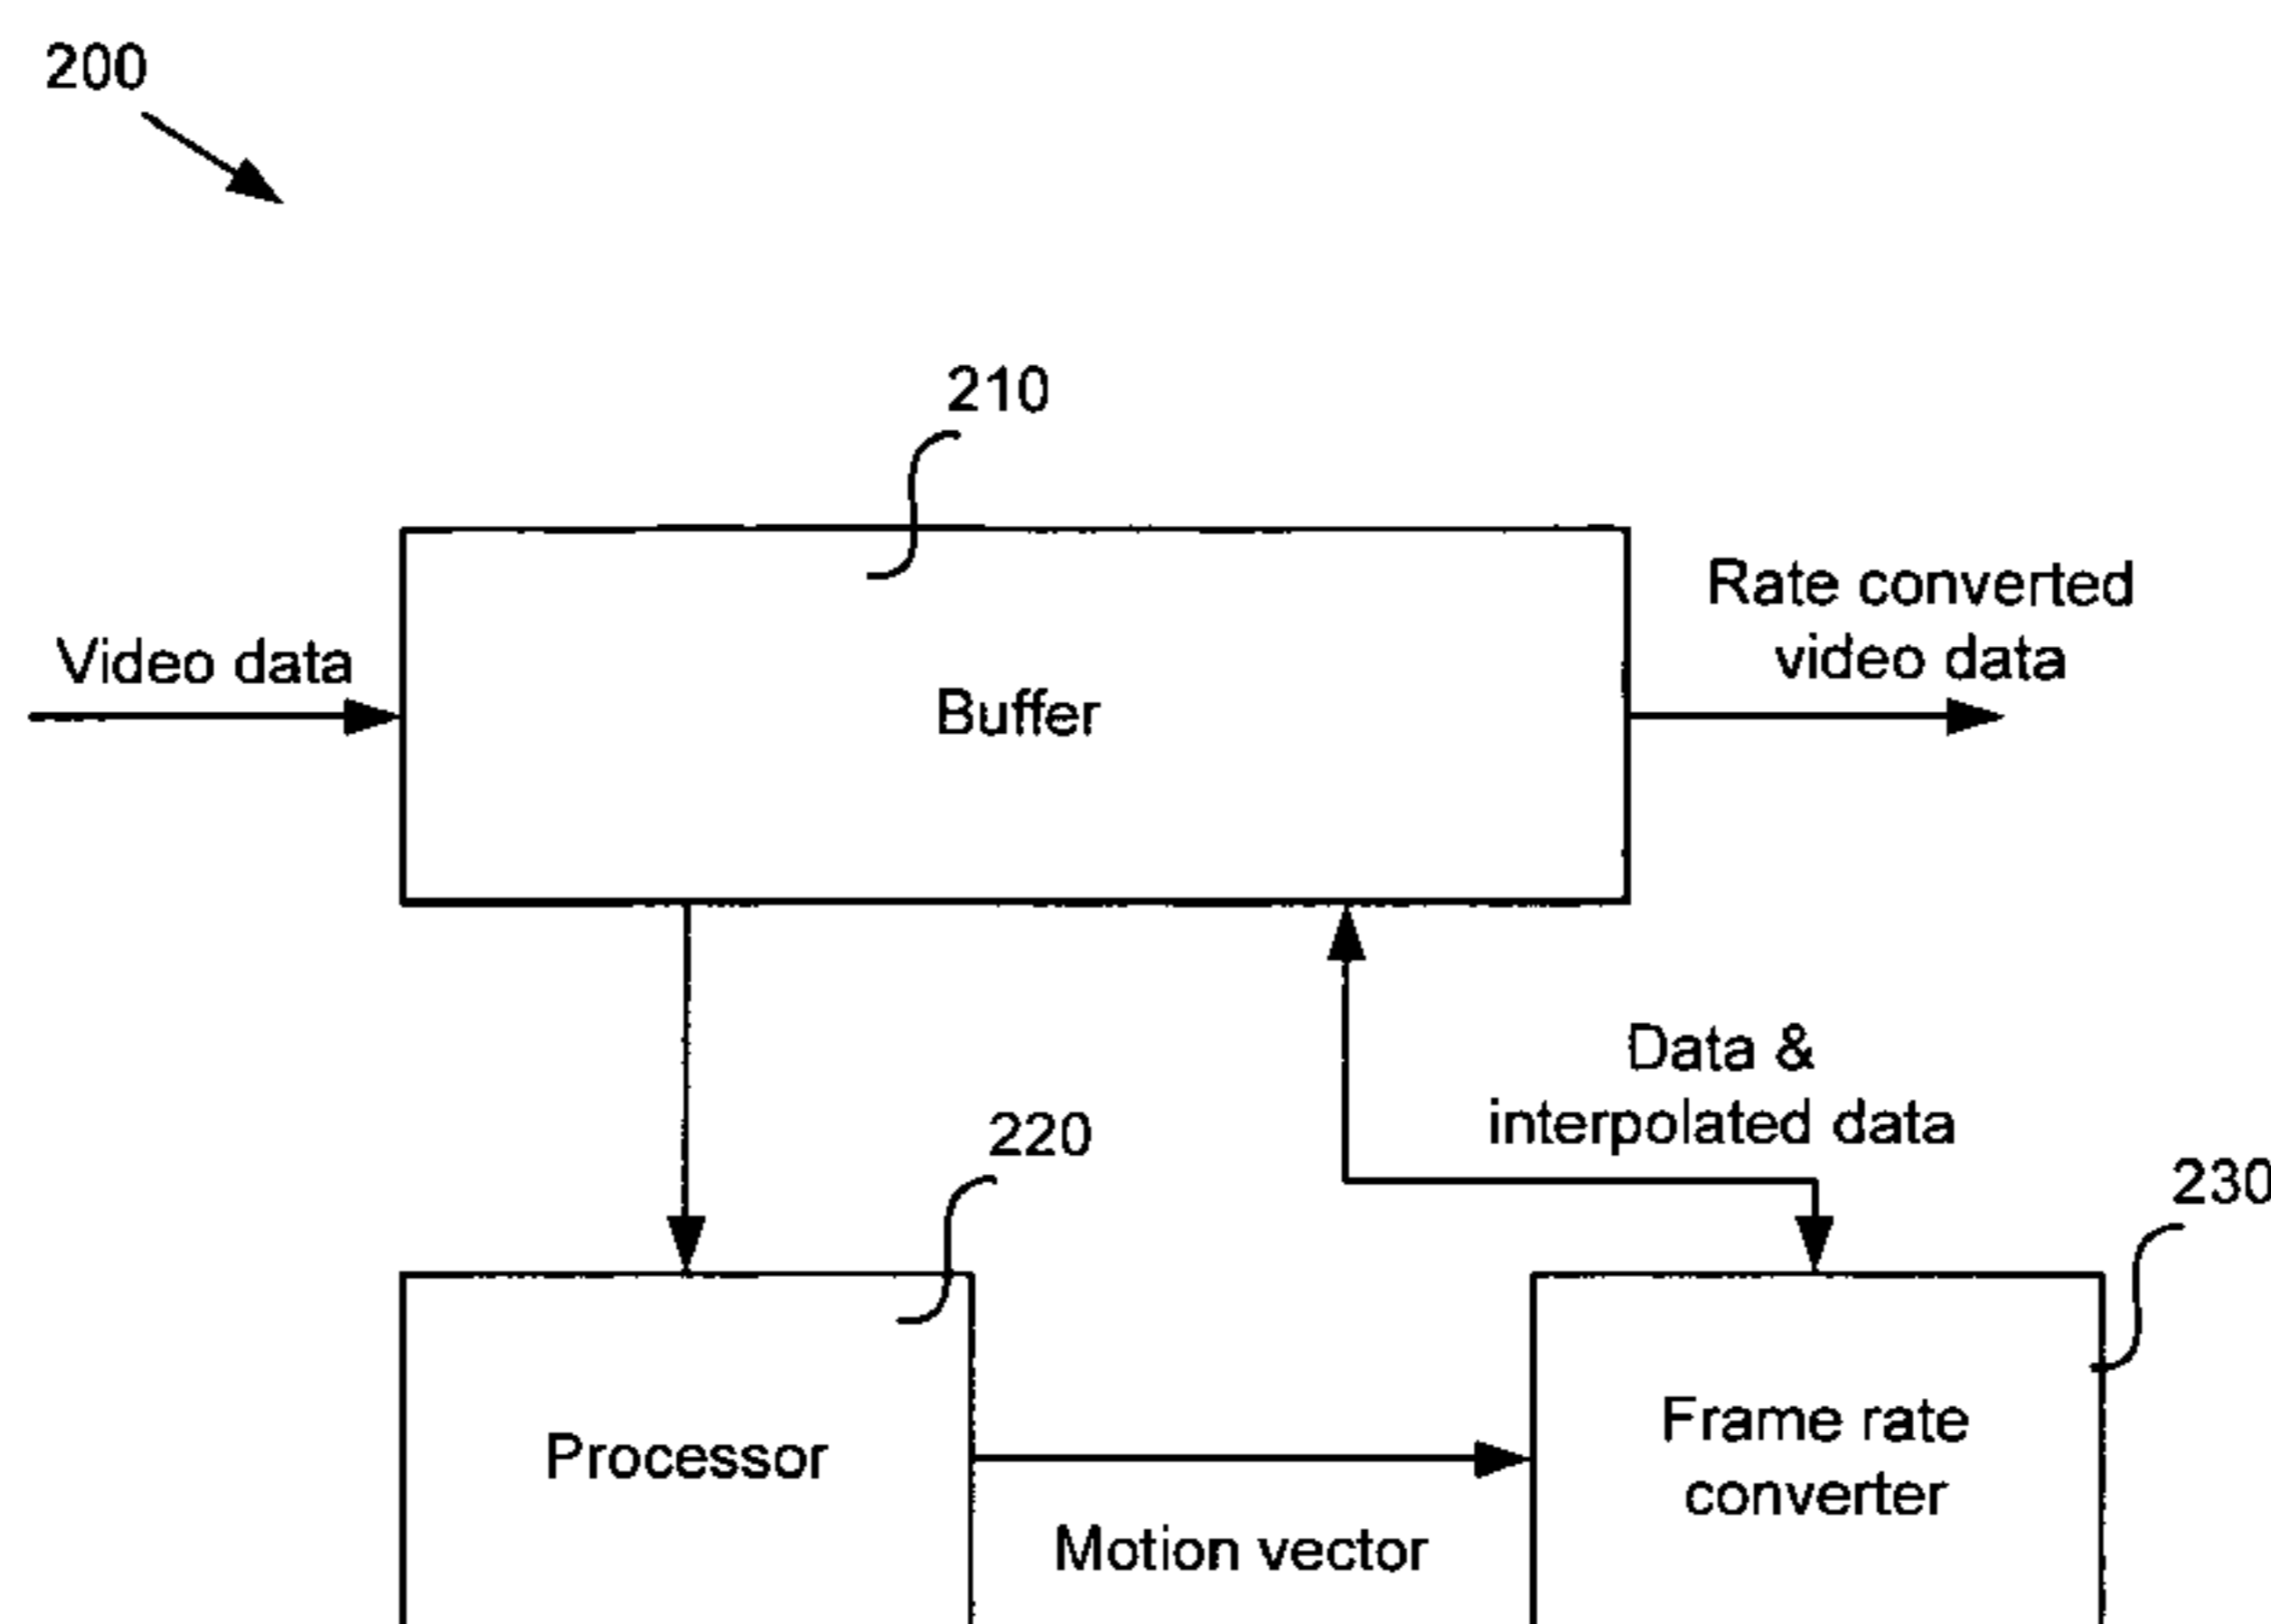 200
210
Rate converted
video data
Video data
Buffer
Data &
interpolated data
220
230
Processor
Frame rate
converter
Motion vector